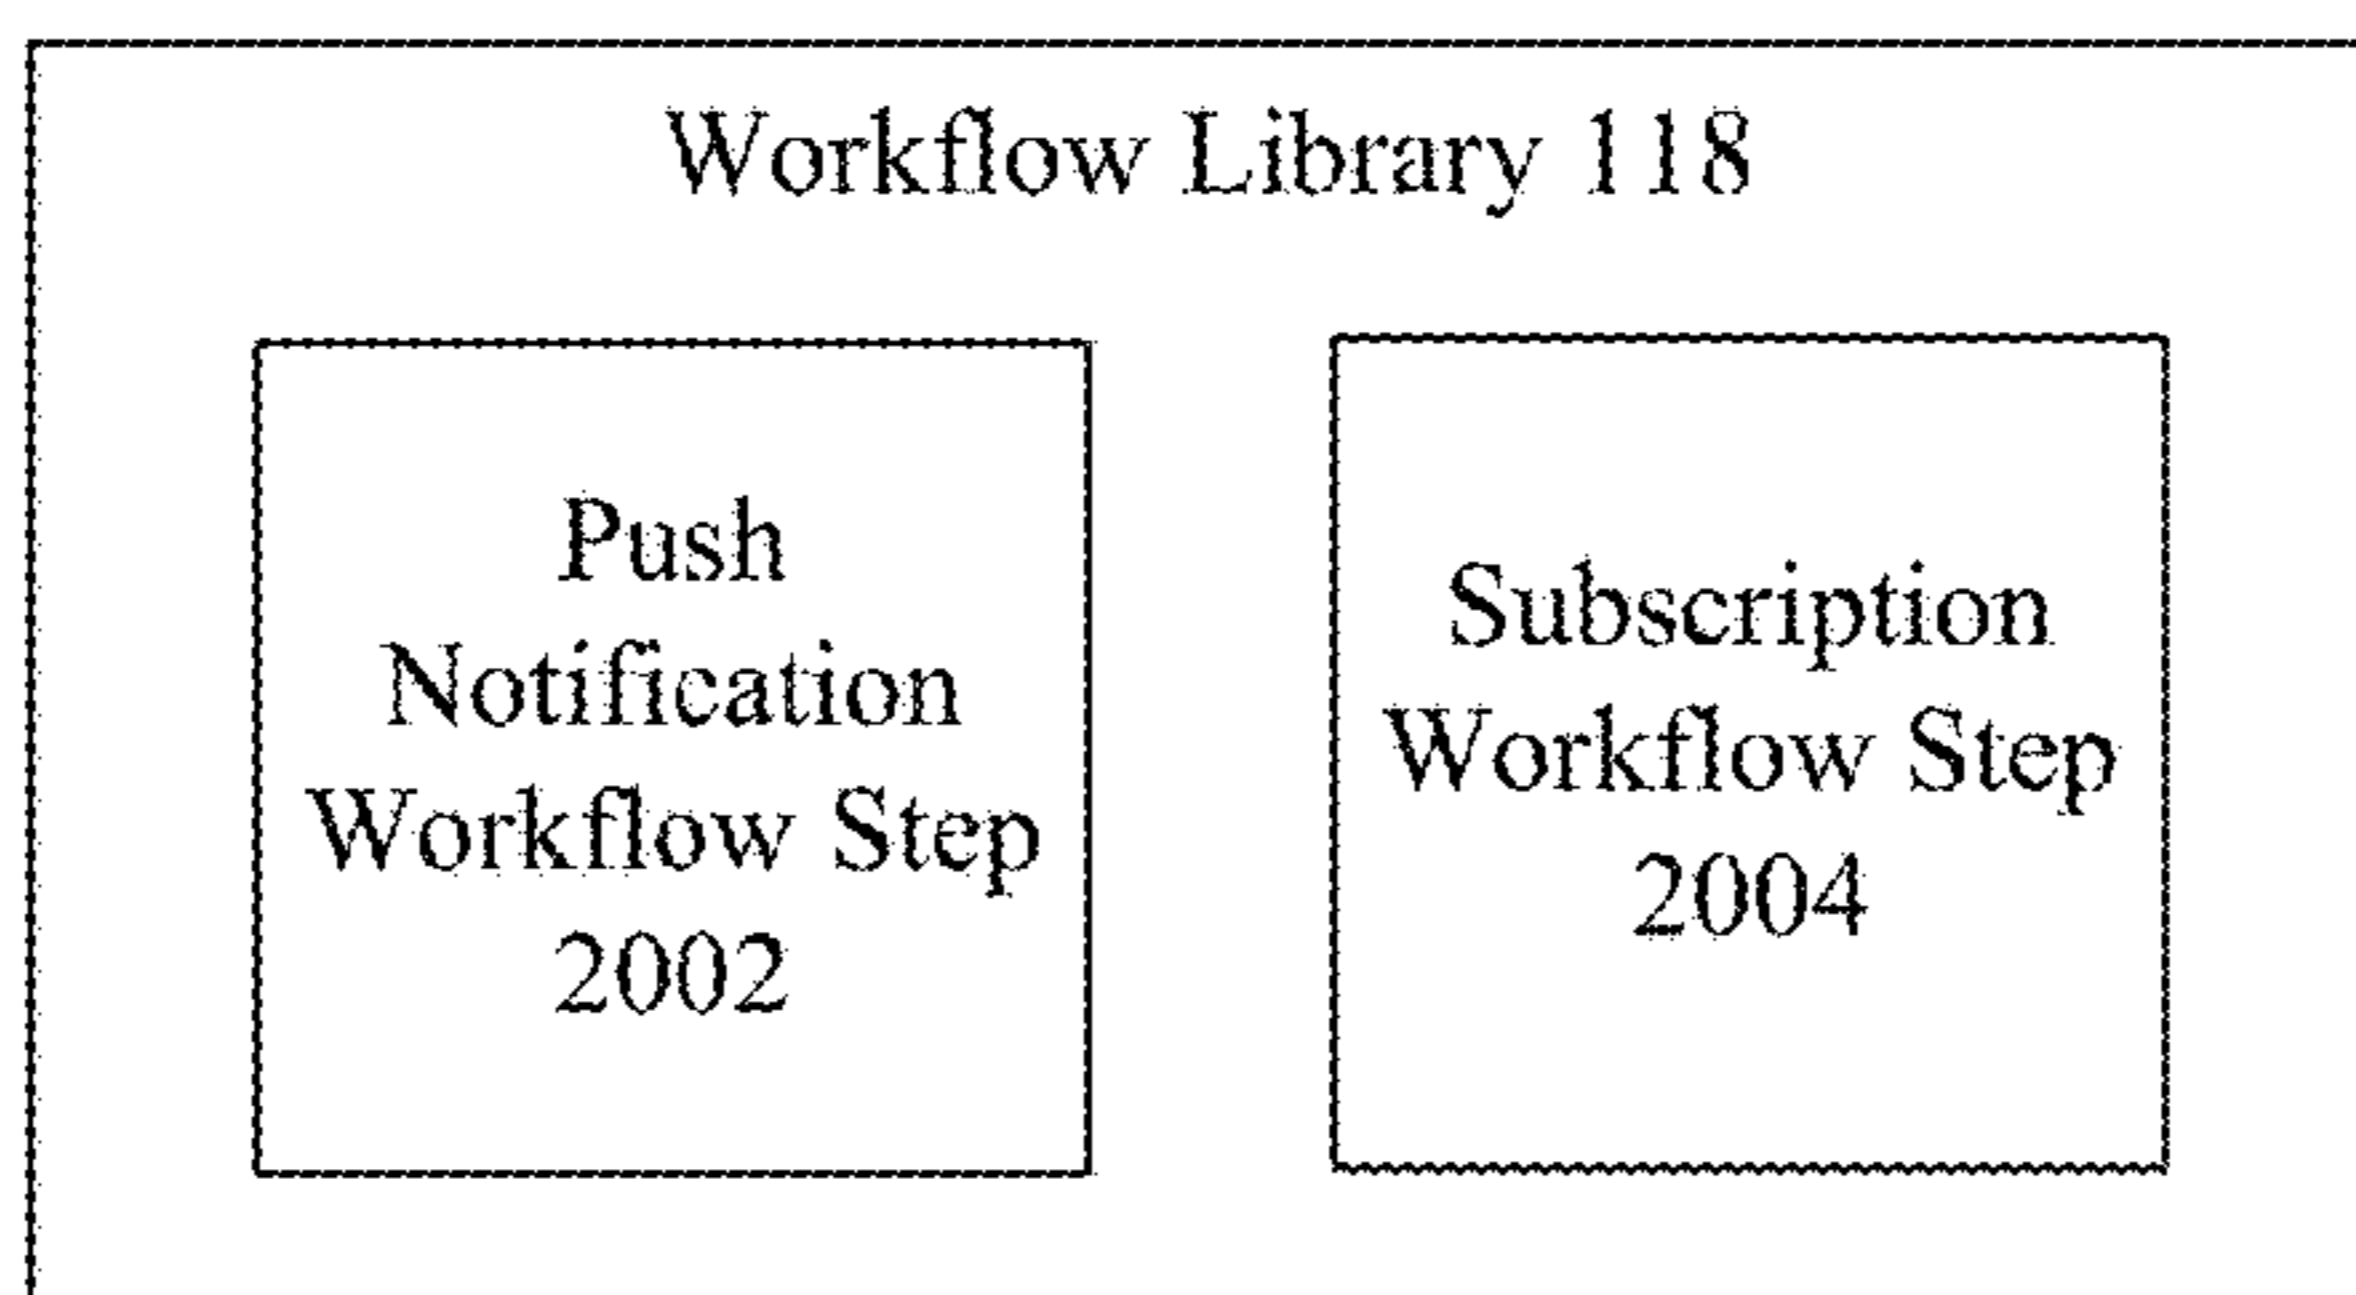 Workflow Library 118
Push
Notification
Workflow Step
2002
Subscription
Workflow Step
2004